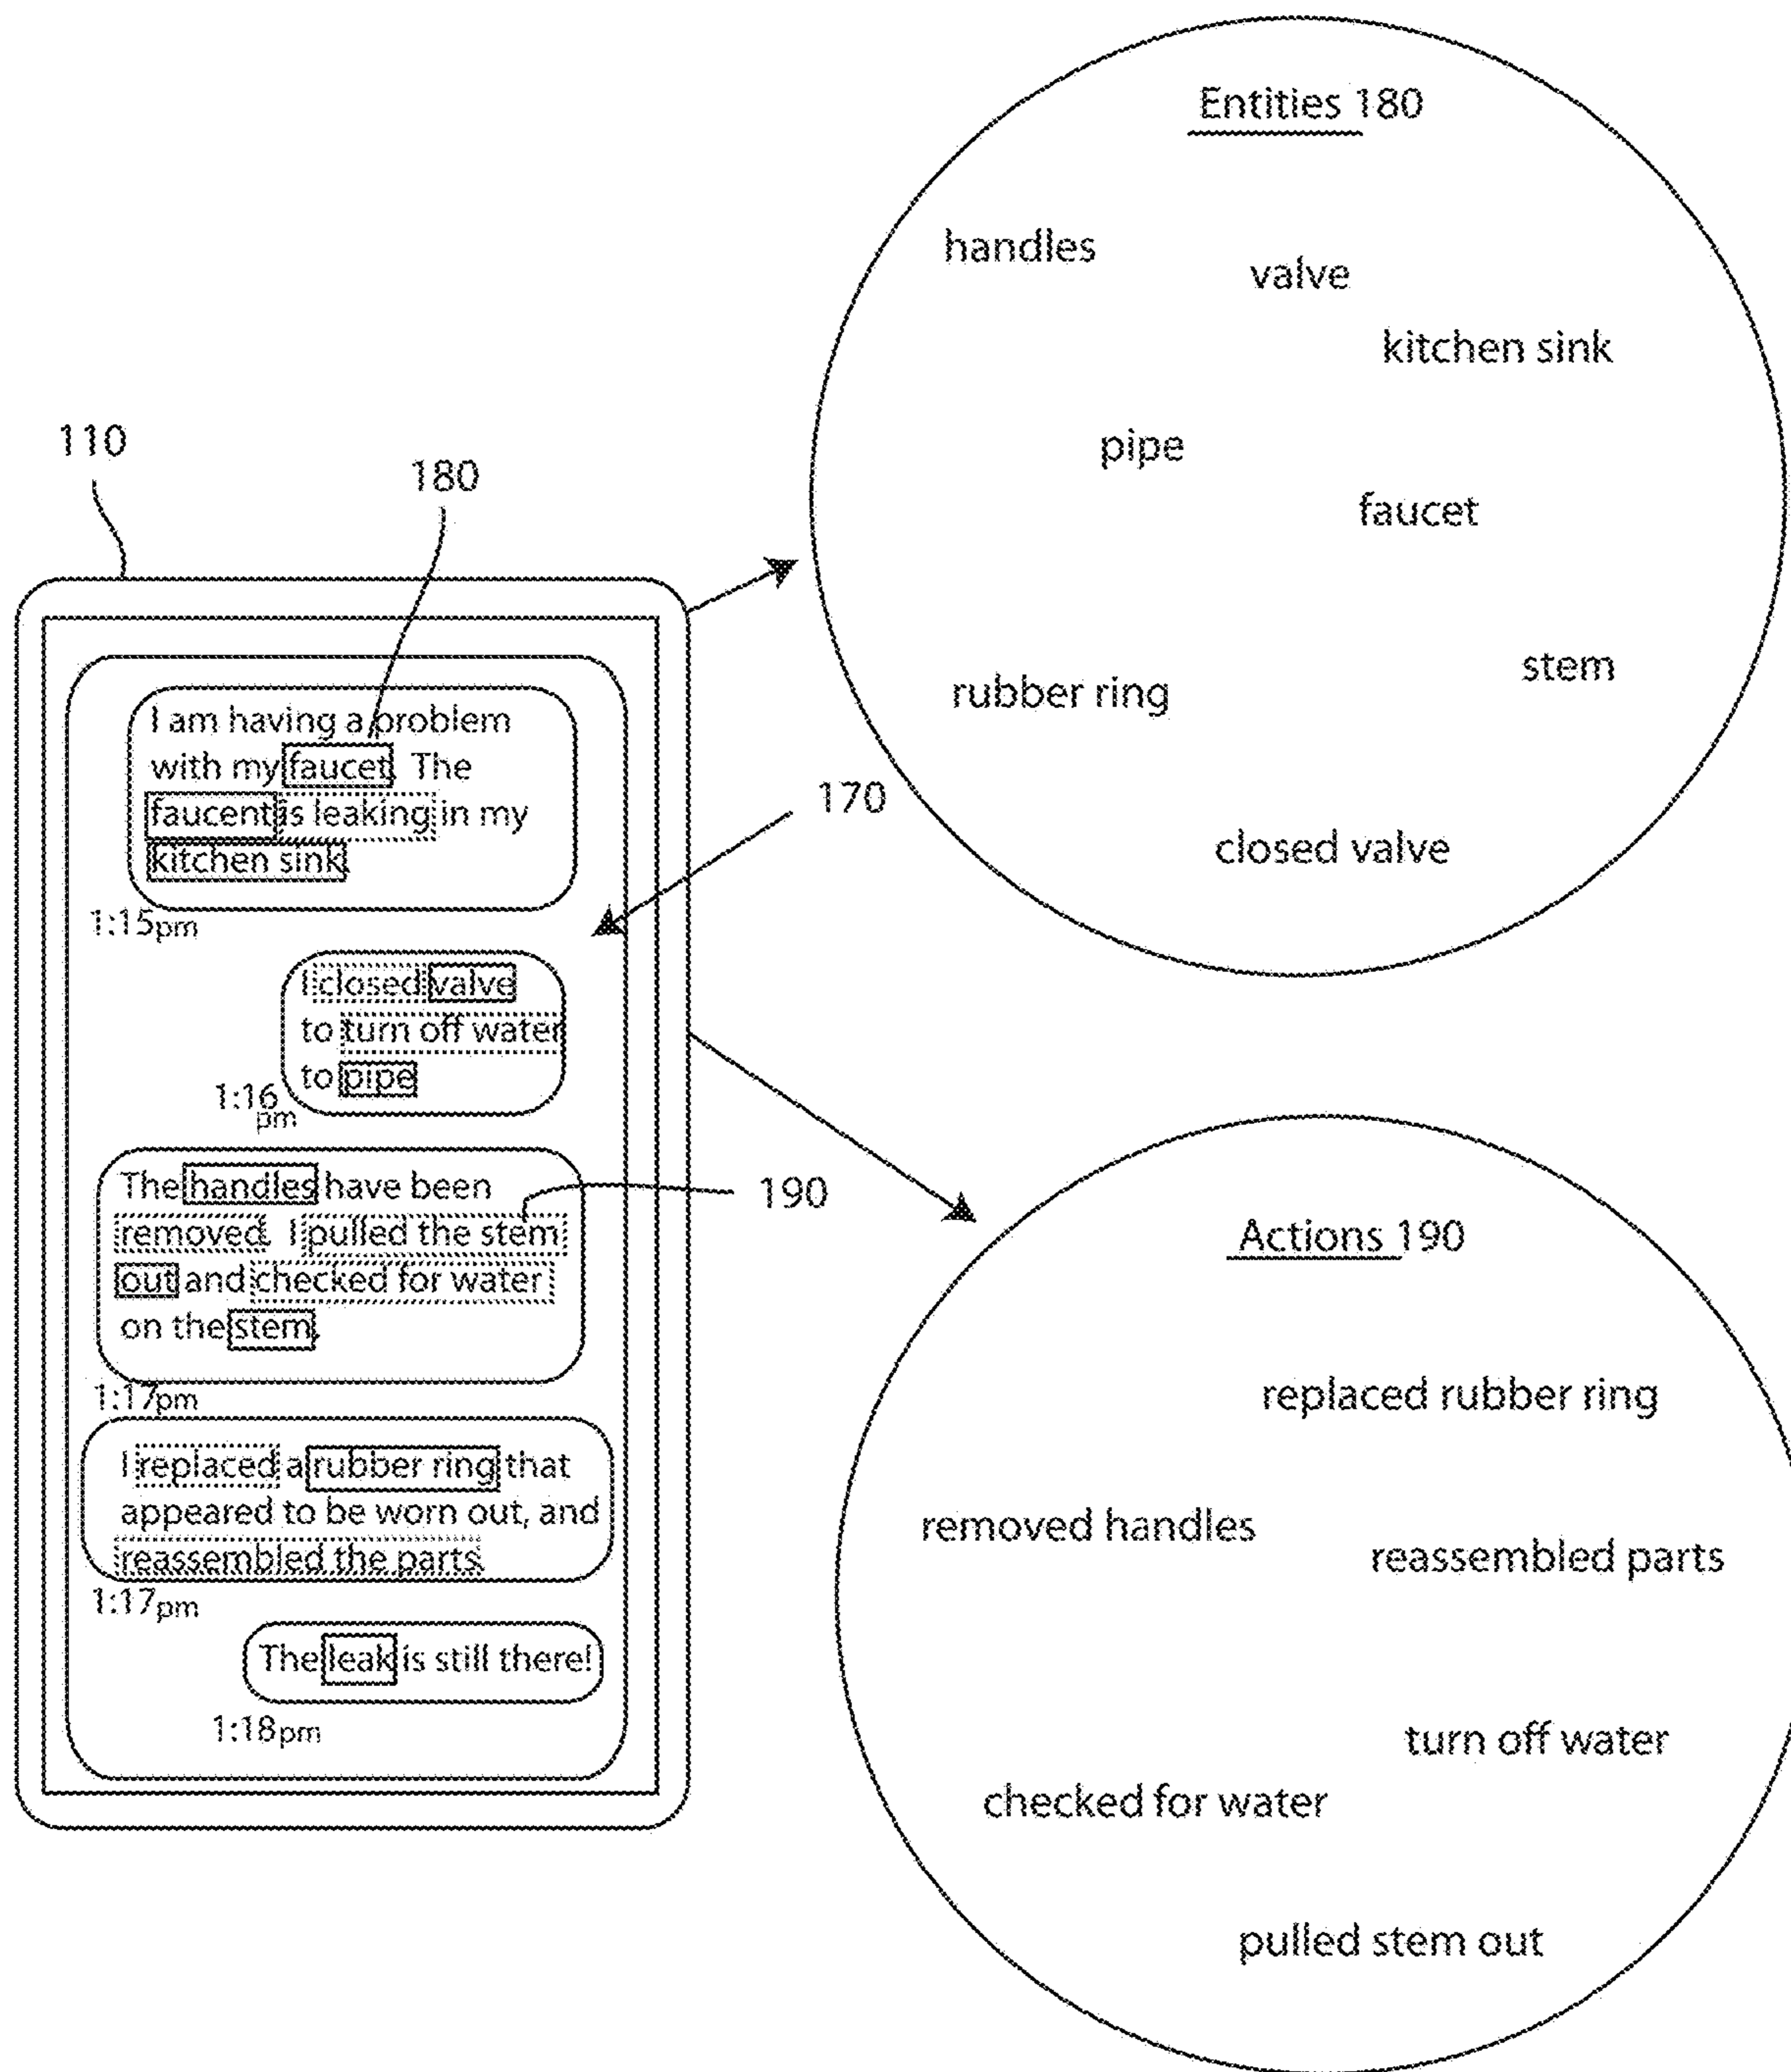 110
180
I am having a problem
with my faucet. The
faucent is leaking in my
kitchen sink.
1:15pm
170
I closed valve
to turn off water
to pipe
1:16
pm
The handles have been
removed. I pulled the stem
out and checked for water
on the stem.
190
1:17pm
I replaced a rubber ring that
appeared to be worn out, and
reassembled the parts.
1:17pm
The leak is still there!
1:18pm
Entities 180
handles
valve
kitchen sink
pipe
faucet
stem
rubber ring
closed valve
Actions 190
replaced rubber ring
removed handles
reassembled parts
turn off water
checked for water
pulled stem out